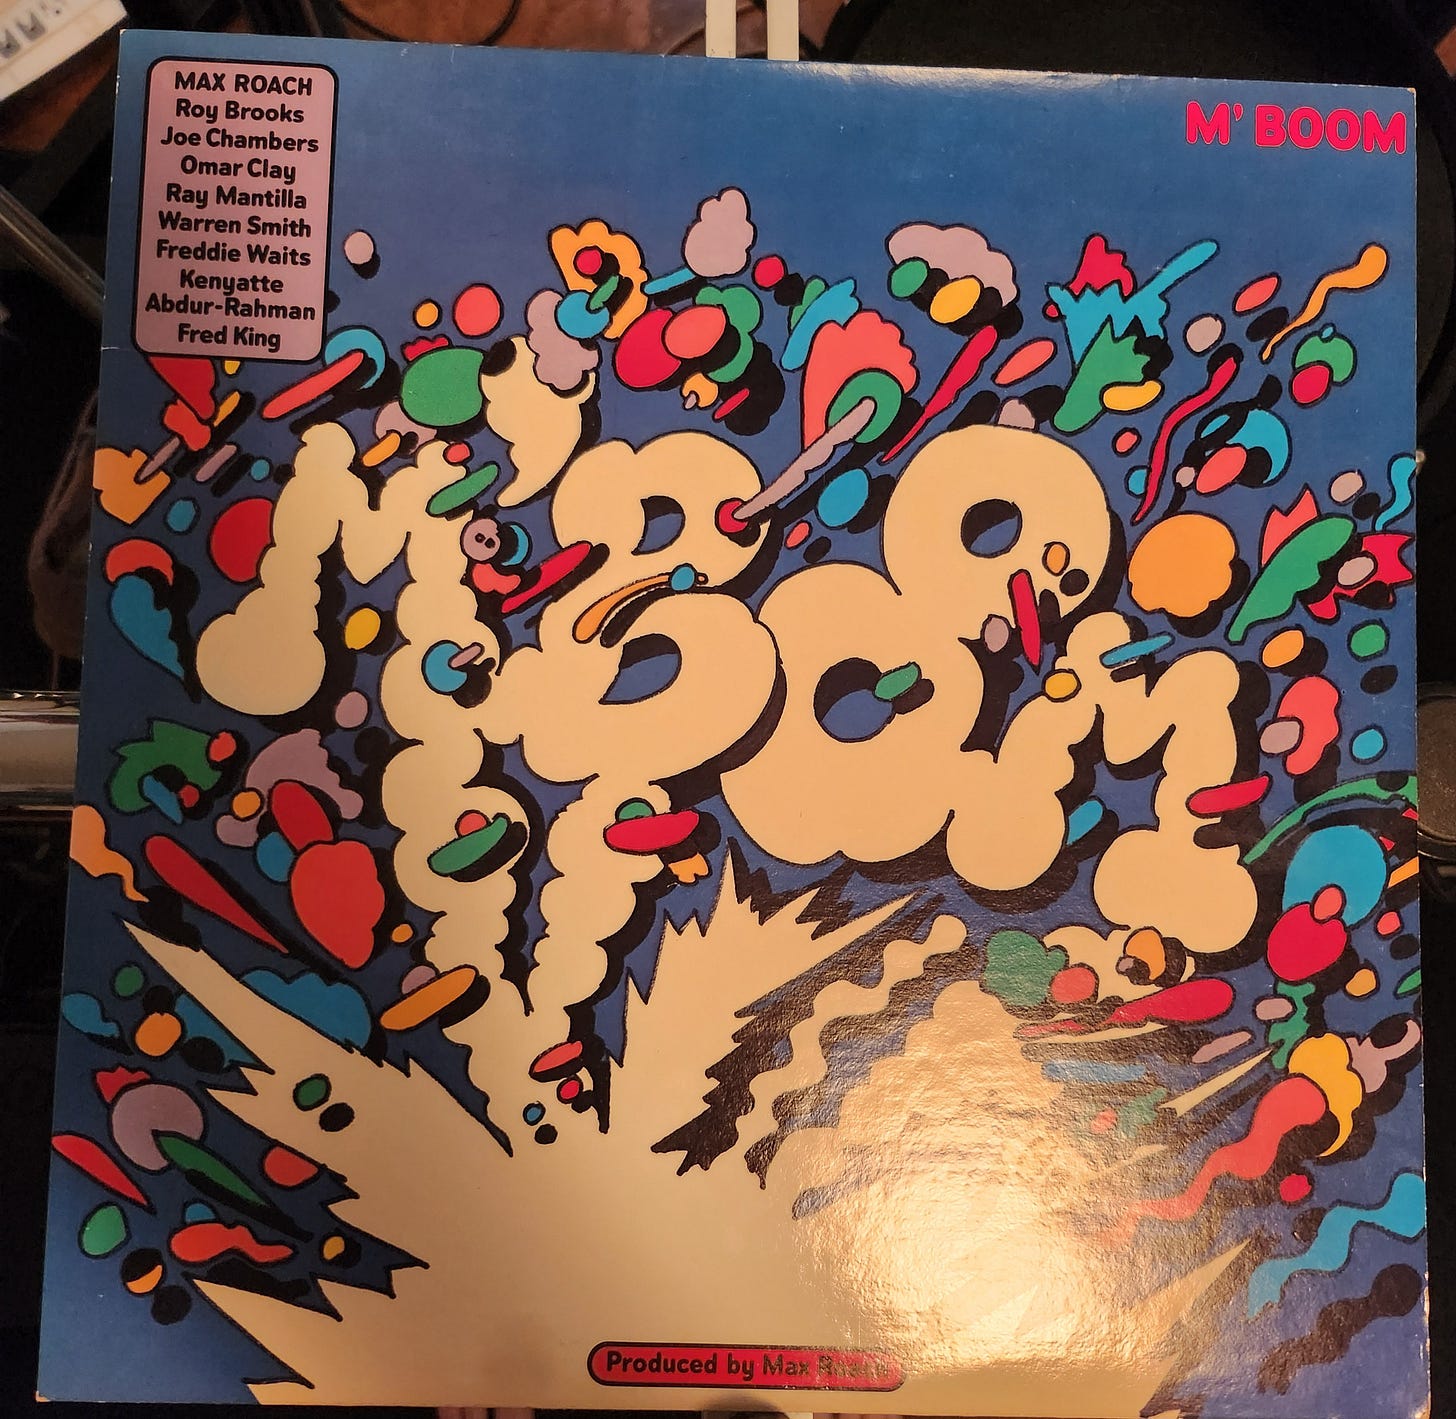 MAX ROACH
Roy Brooks
Joe Chambers
Omar Clay
Ray Mantilla
Warren Smith
Freddie Waits
Kenyatte
Abdur-Rahman
Fred King
M' BOOM
M'BOOM
Produced by Max Roach